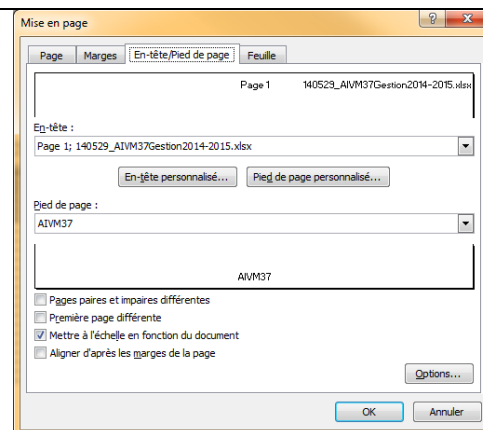 Mise en page
Page Marges En-tête/Pied de page Feuille
Page 1 140529_AIVM37Gestion2014-2015.xlsx
En-tête :
Page 1; 140529_AIVM37Gestion2014-2015.xlsx
En-tête personnalisé... Pied de page personnalisé...
Pied de page :
AIVM37
AIVM37
Pages paires et impaires différentes
Première page différente
Mettre à l'échelle en fonction du document
Aligner d'après les marges de la page
Options...
OK Annuler